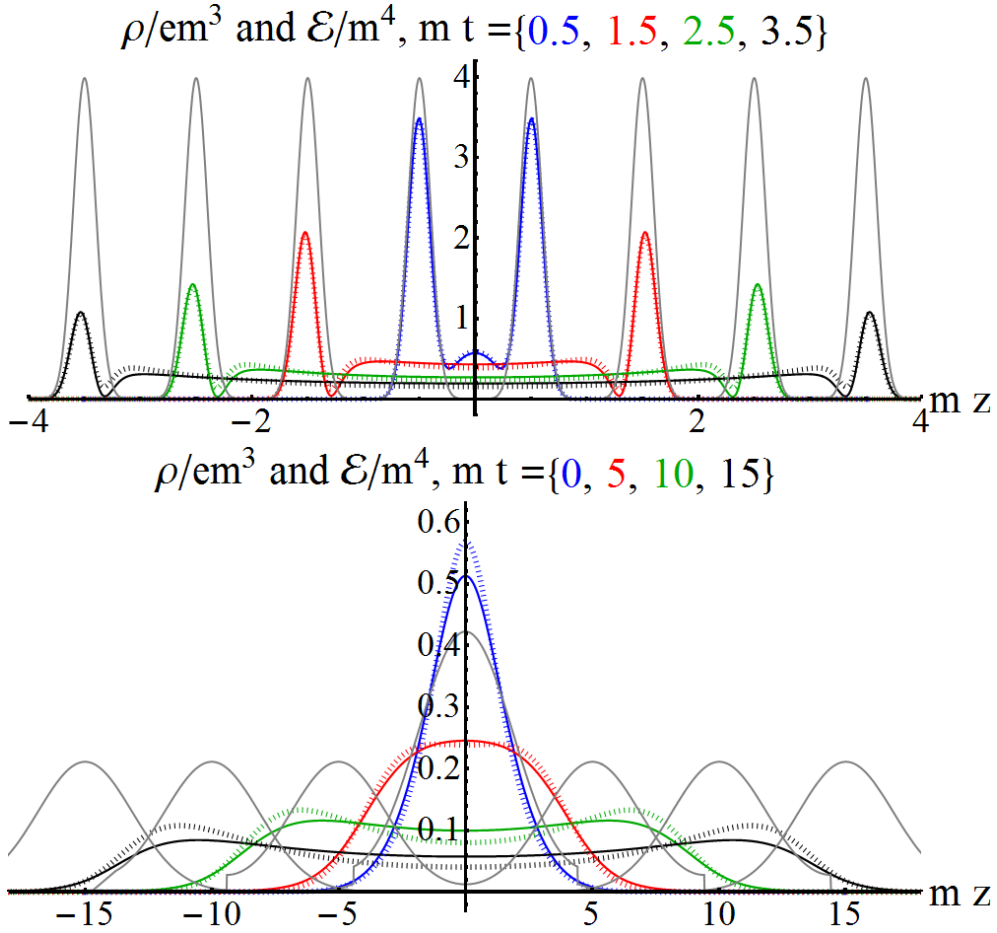 ρ/em³ and ℰ/m⁴, m t ={0.5, 1.5, 2.5, 3.5}
4
3
2
1
−4 −2 2 4 m z
ρ/em³ and ℰ/m⁴, m t ={0, 5, 10, 15}
0.6
0.5
0.4
0.3
0.2
0.1
−15 −10 −5 5 10 15 m z